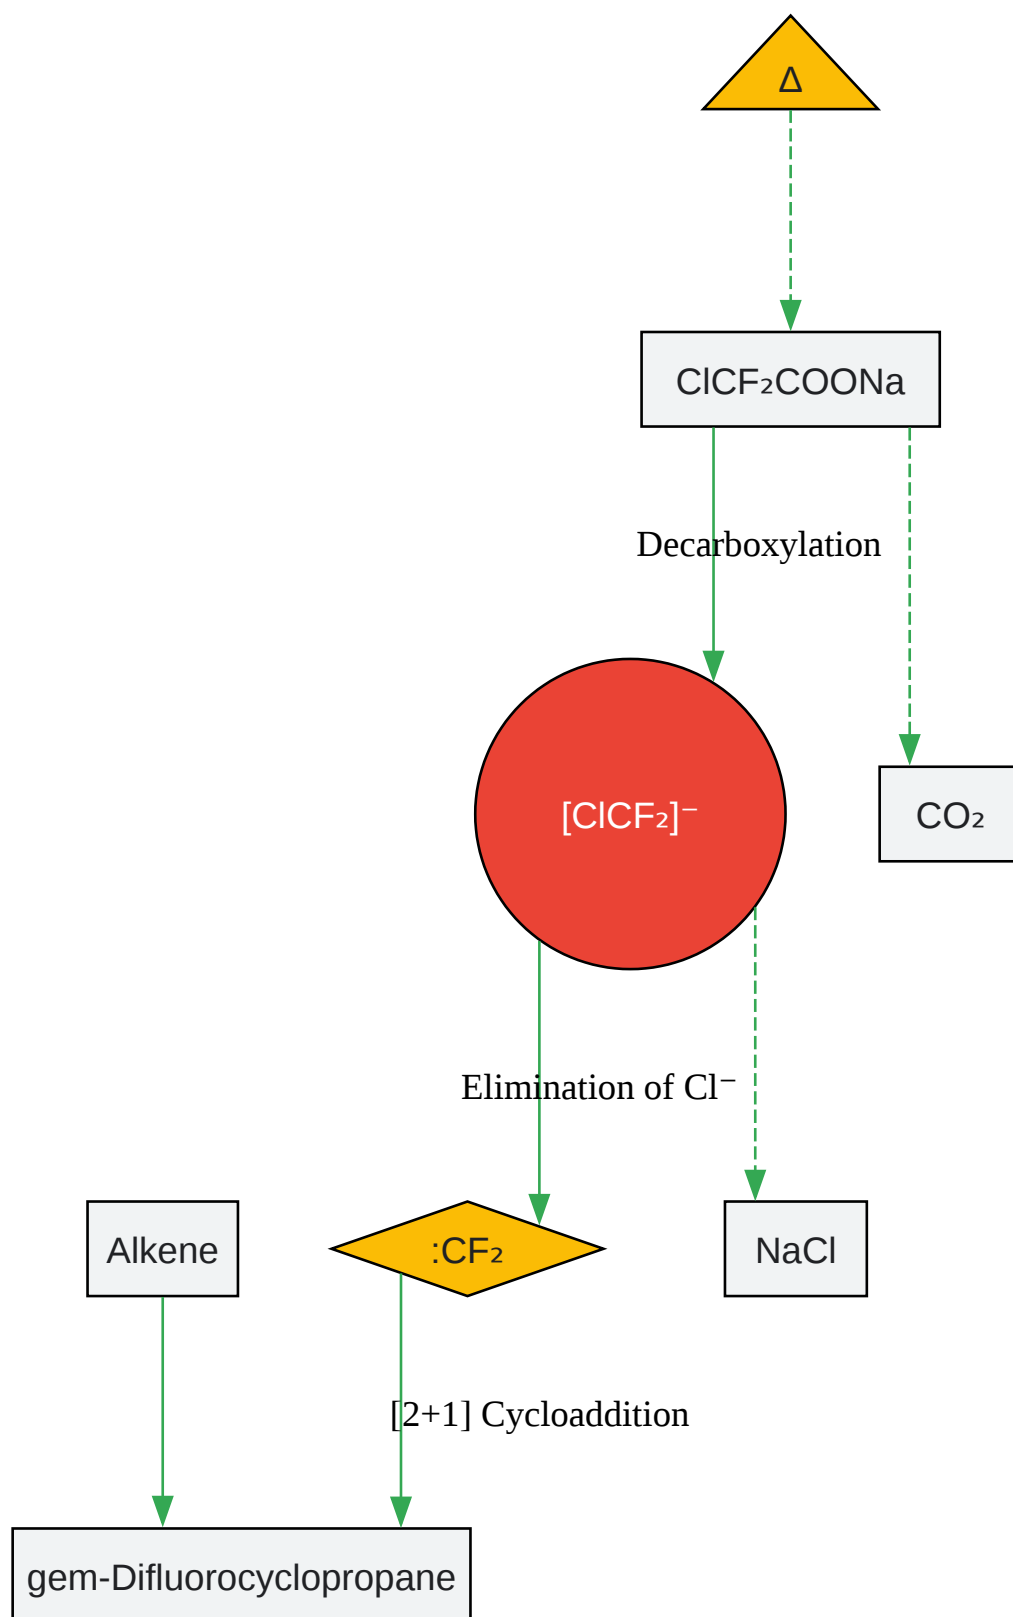 Δ
ClCF₂COONa
Decarboxylation
[ClCF₂]⁻
CO₂
Elimination of Cl⁻
Alkene
:CF₂
NaCl
[2+1] Cycloaddition
gem-Difluorocyclopropane